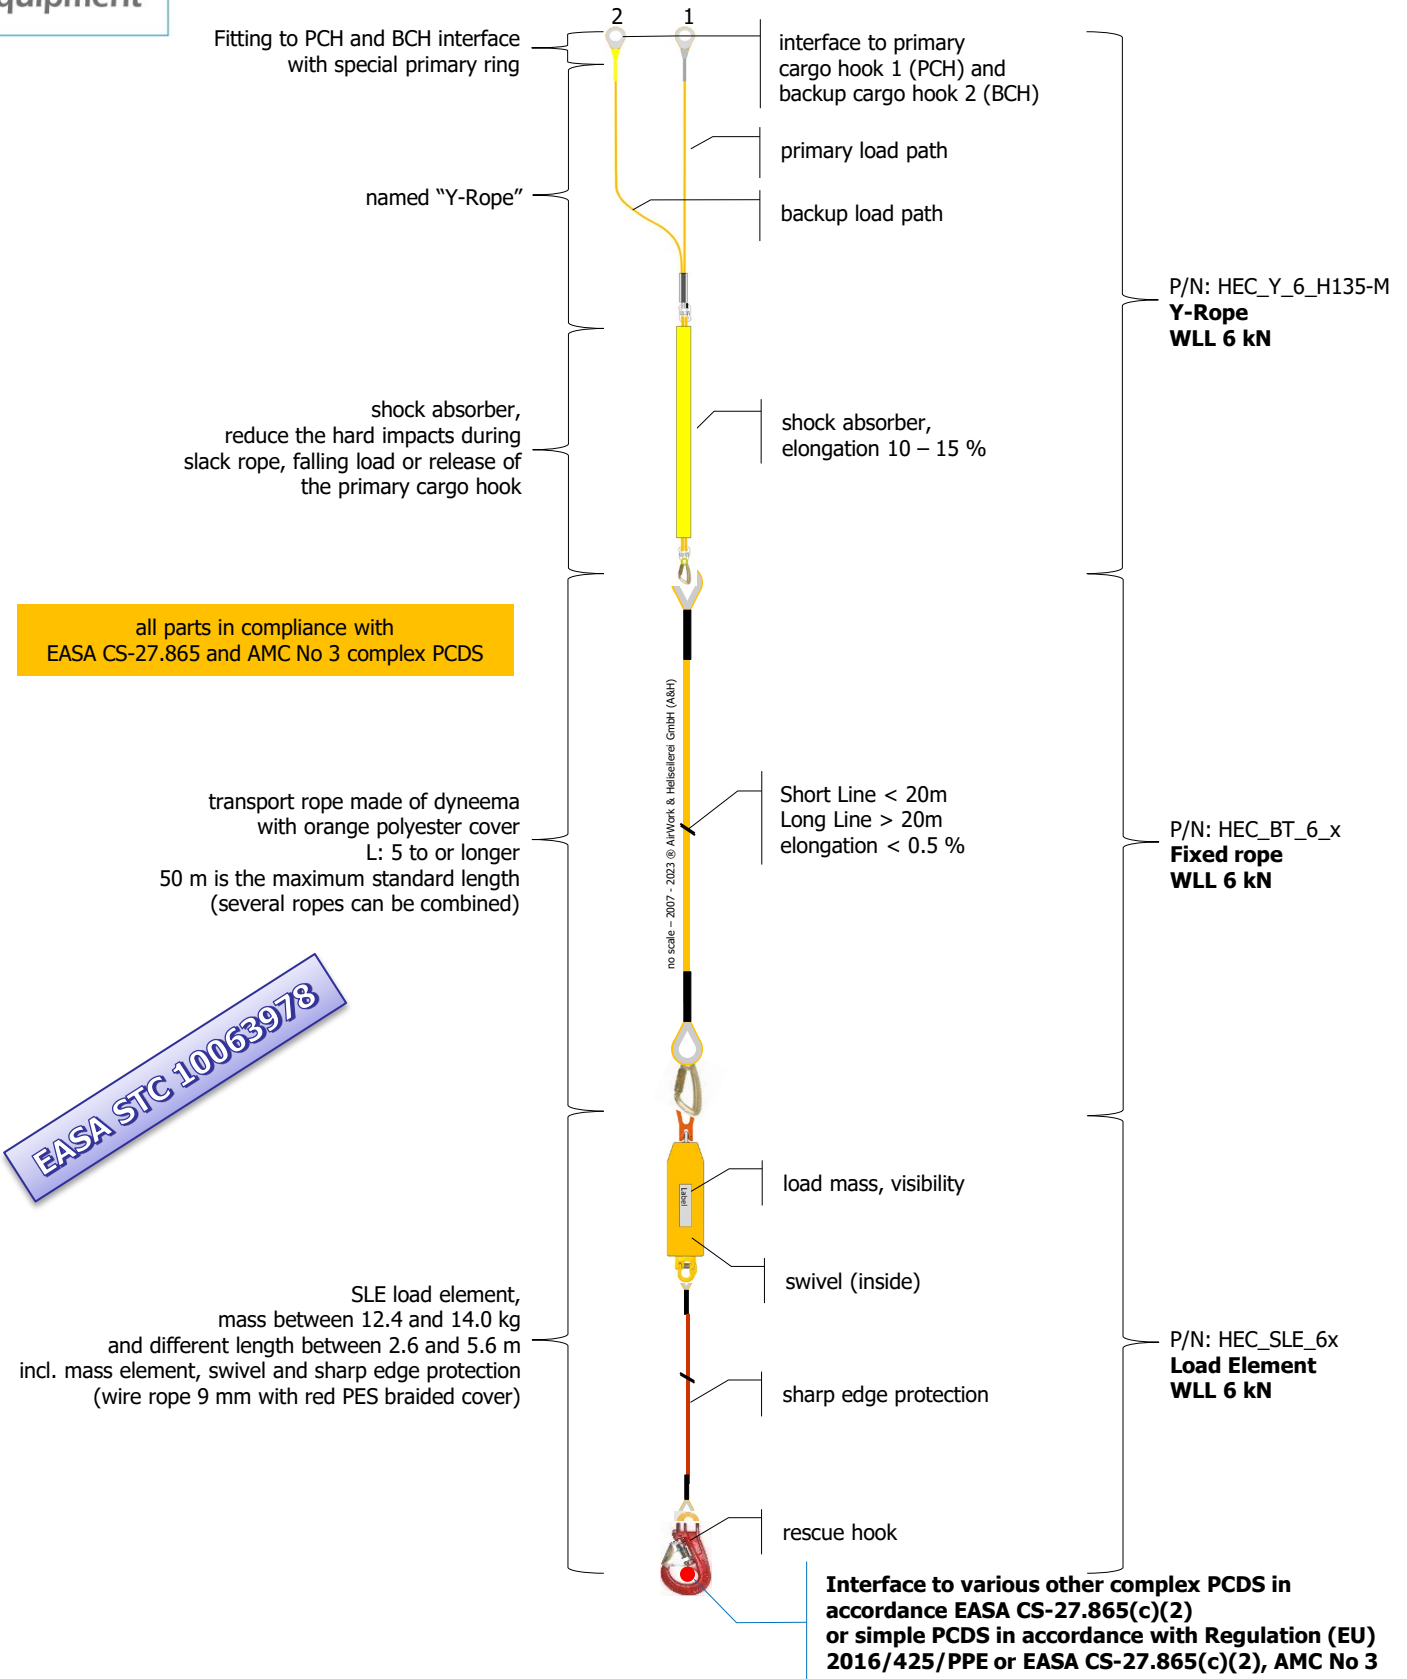 quipment
2 1
Fitting to PCH and BCH interface
with special primary ring
interface to primary
cargo hook 1 (PCH) and
backup cargo hook 2 (BCH)
primary load path
named “Y-Rope”
backup load path
P/N: HEC_Y_6_H135-M
Y-Rope
WLL 6 kN
shock absorber,
reduce the hard impacts during
slack rope, falling load or release of
the primary cargo hook
shock absorber,
elongation 10 – 15 %
all parts in compliance with
EASA CS-27.865 and AMC No 3 complex PCDS
no scale – 2007 - 2023 ® AirWork & Heliseilerei GmbH (A&H)
transport rope made of dyneema
with orange polyester cover
L: 5 to or longer
50 m is the maximum standard length
(several ropes can be combined)
Short Line < 20m
Long Line > 20m
elongation < 0.5 %
P/N: HEC_BT_6_x
Fixed rope
WLL 6 kN
EASA STC 10063978
Label
load mass, visibility
swivel (inside)
SLE load element,
mass between 12.4 and 14.0 kg
and different length between 2.6 and 5.6 m
incl. mass element, swivel and sharp edge protection
(wire rope 9 mm with red PES braided cover)
P/N: HEC_SLE_6x
Load Element
WLL 6 kN
sharp edge protection
rescue hook
Interface to various other complex PCDS in
accordance EASA CS-27.865(c)(2)
or simple PCDS in accordance with Regulation (EU)
2016/425/PPE or EASA CS-27.865(c)(2), AMC No 3